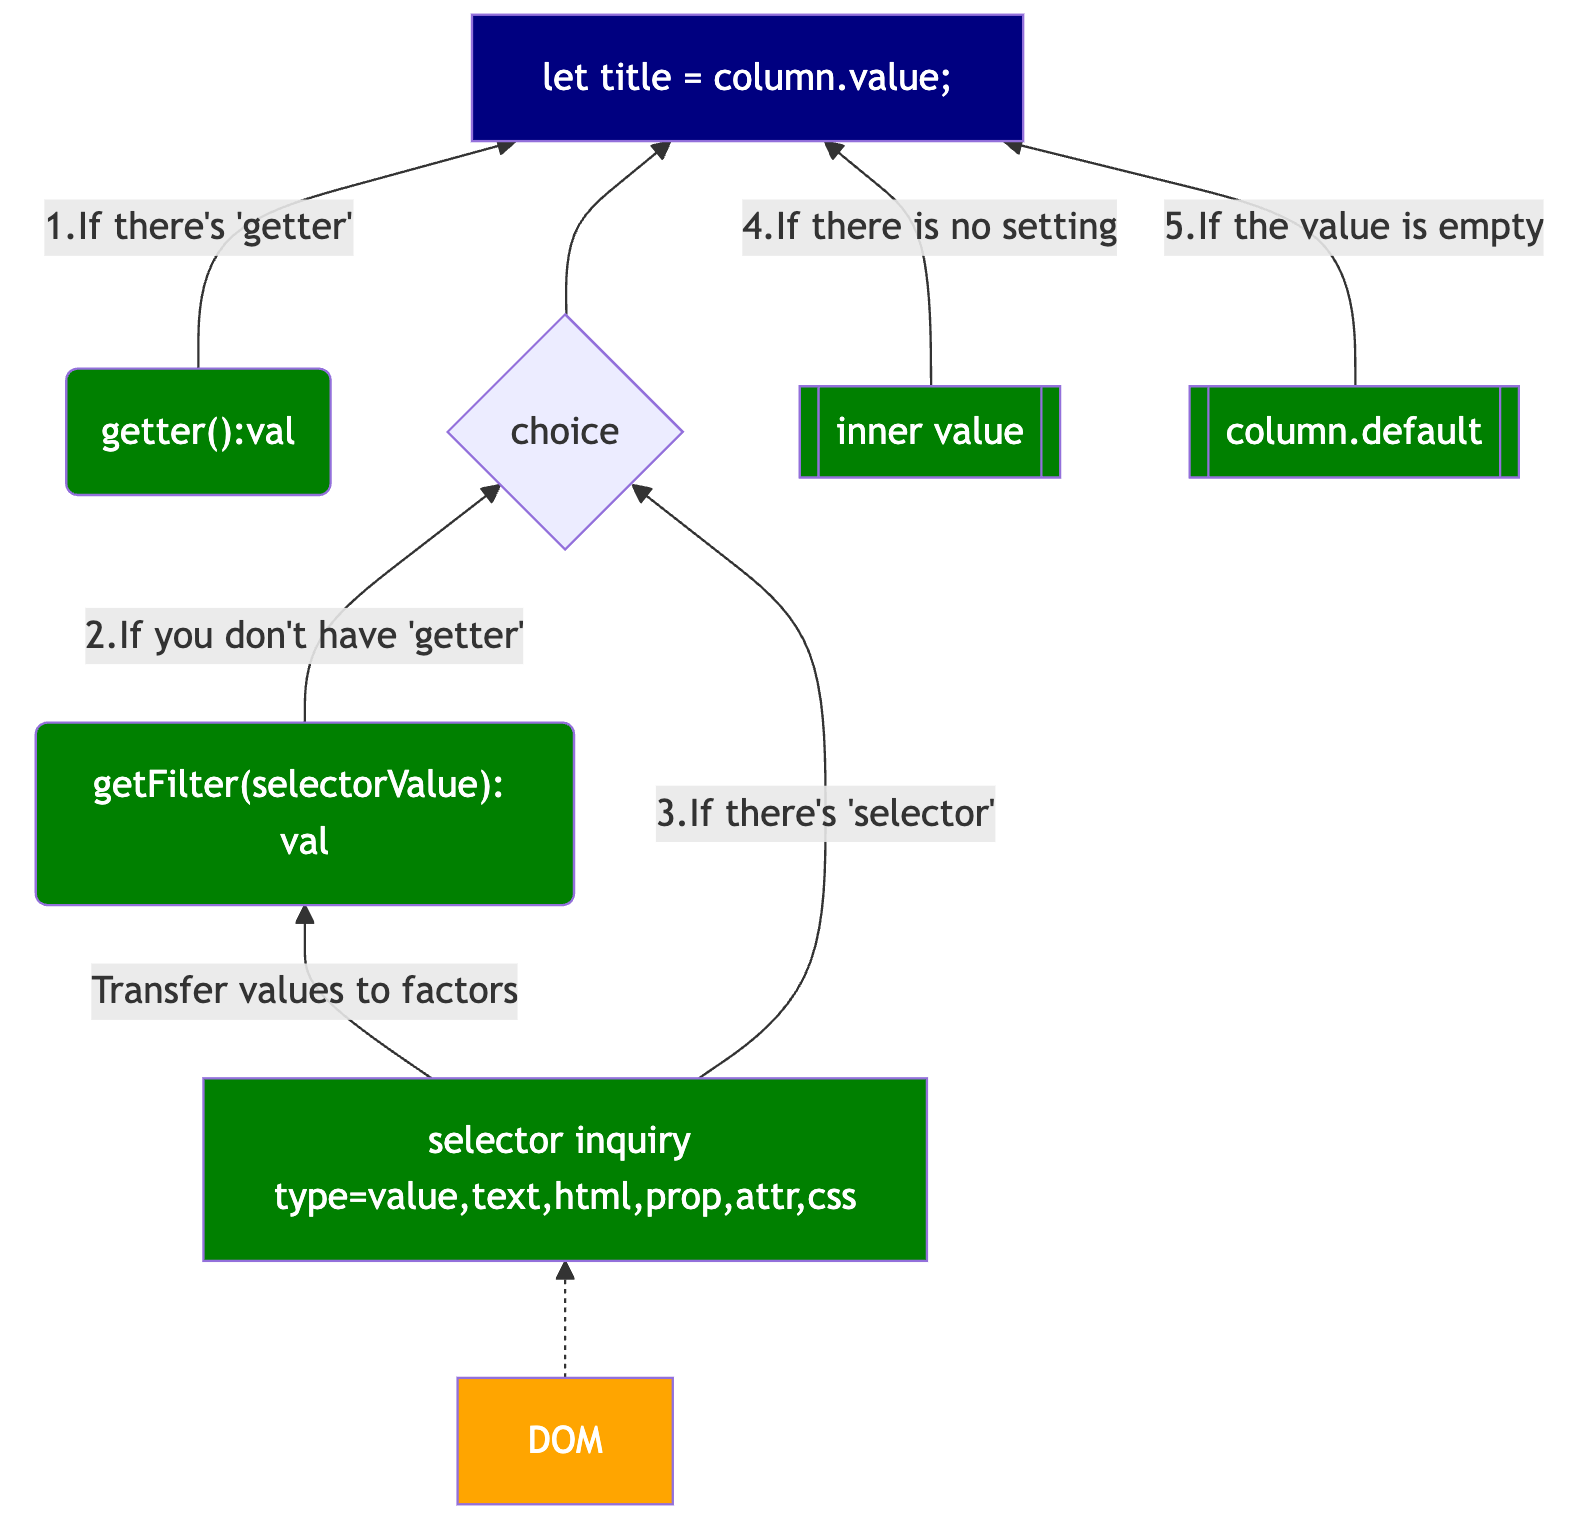 let title = column.value;
1.If there's 'getter'
4.If there is no setting
5.If the value is empty
getter():val
choice
inner value
column.default
2.If you don't have 'getter'
getFilter(selectorValue):
val
3.If there's 'selector'
Transfer values to factors
selector inquiry
type=value,text,html,prop,attr,css
DOM